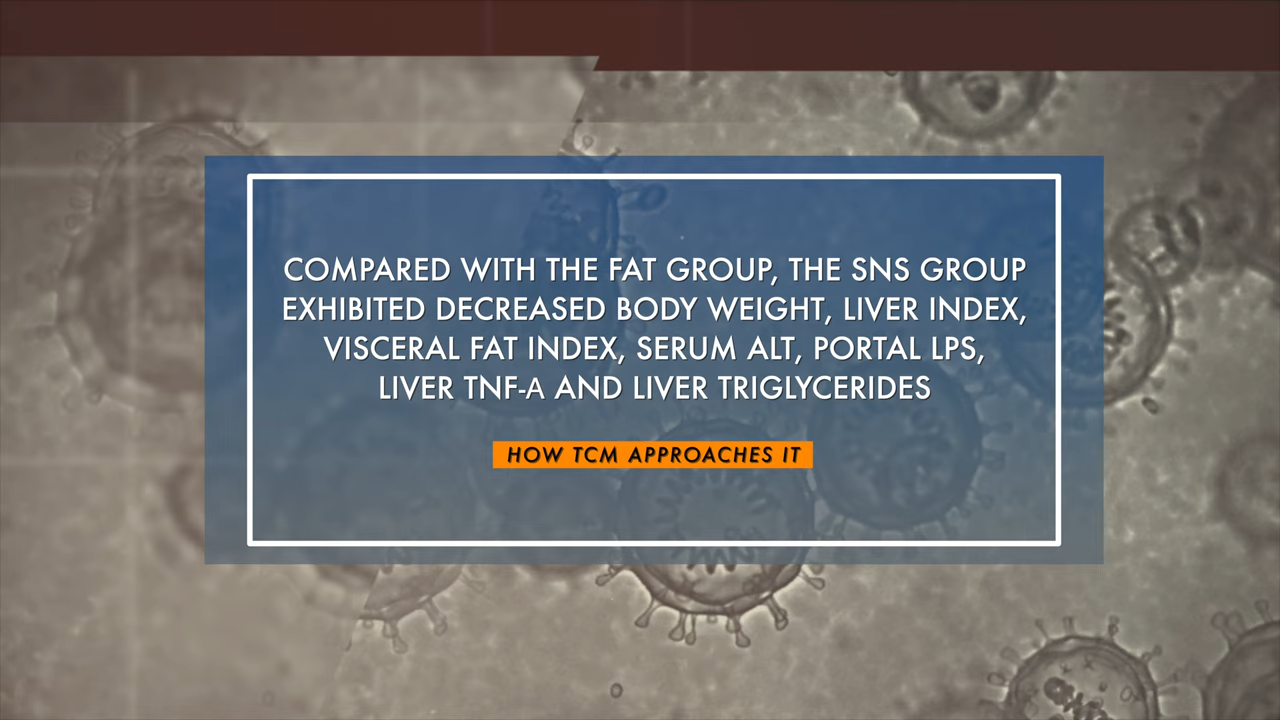 COMPARED WITH THE FAT GROUP, THE SNS GROUP
EXHIBITED DECREASED BODY WEIGHT, LIVER INDEX,
VISCERAL FAT INDEX, SERUM ALT, PORTAL LPS,
LIVER TNF-Α AND LIVER TRIGLYCERIDES
HOW TCM APPROACHES IT